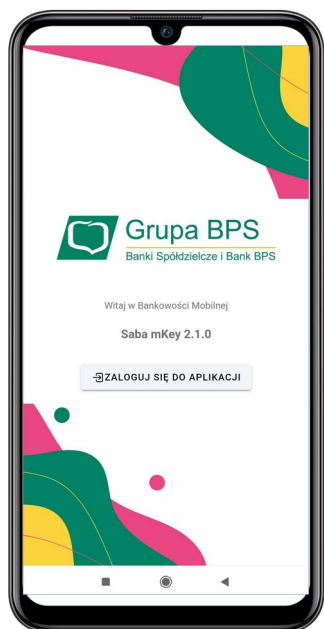 Grupa BPS
Banki Spółdzielcze i Bank BPS
Witaj w Bankowości Mobilnej
Saba mKey 2.1.0
ZALOGUJ SIĘ DO APLIKACJI